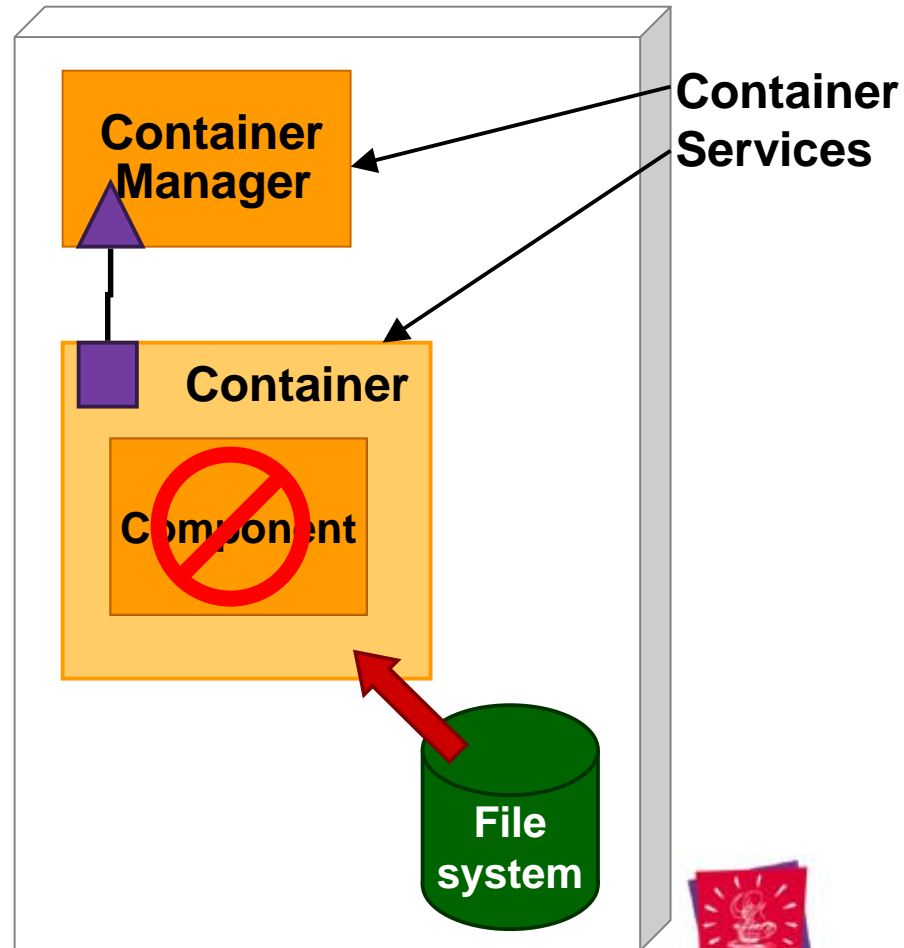 Container
Manager
Container
Services
Container
Component
File
system